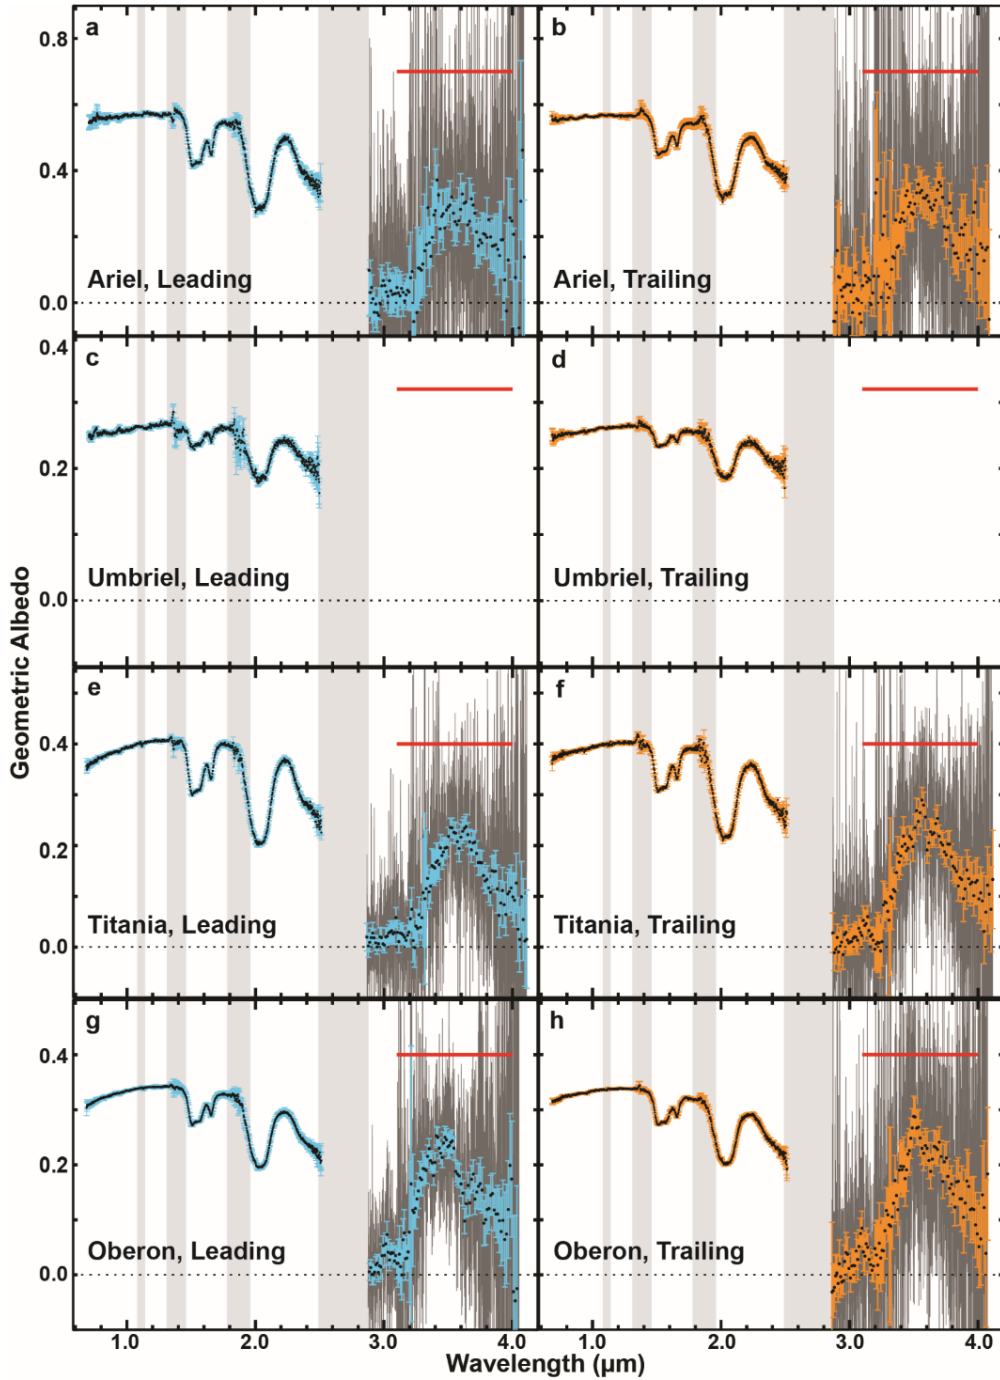 a
b
0.8
0.4
0.0
Ariel, Leading
Ariel, Trailing
c
d
0.4
0.2
0.0
Umbriel, Leading
Umbriel, Trailing
e
f
0.4
0.2
0.0
Titania, Leading
Titania, Trailing
g
h
0.4
0.2
0.0
Oberon, Leading
Oberon, Trailing
1.0 2.0 3.0 4.0 1.0 2.0 3.0 4.0
Geometric Albedo
Wavelength (µm)